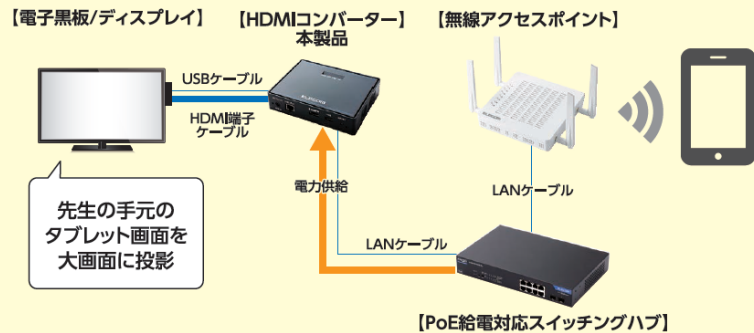 【電子黒板/ディスプレイ】
【HDMIコンバーター】
本製品
【無線アクセスポイント】
USBケーブル
HDMI端子
ケーブル
電力供給
LANケーブル
LANケーブル
先生の手元の
タブレット画面を
大画面に投影
【PoE給電対応スイッチングハブ】